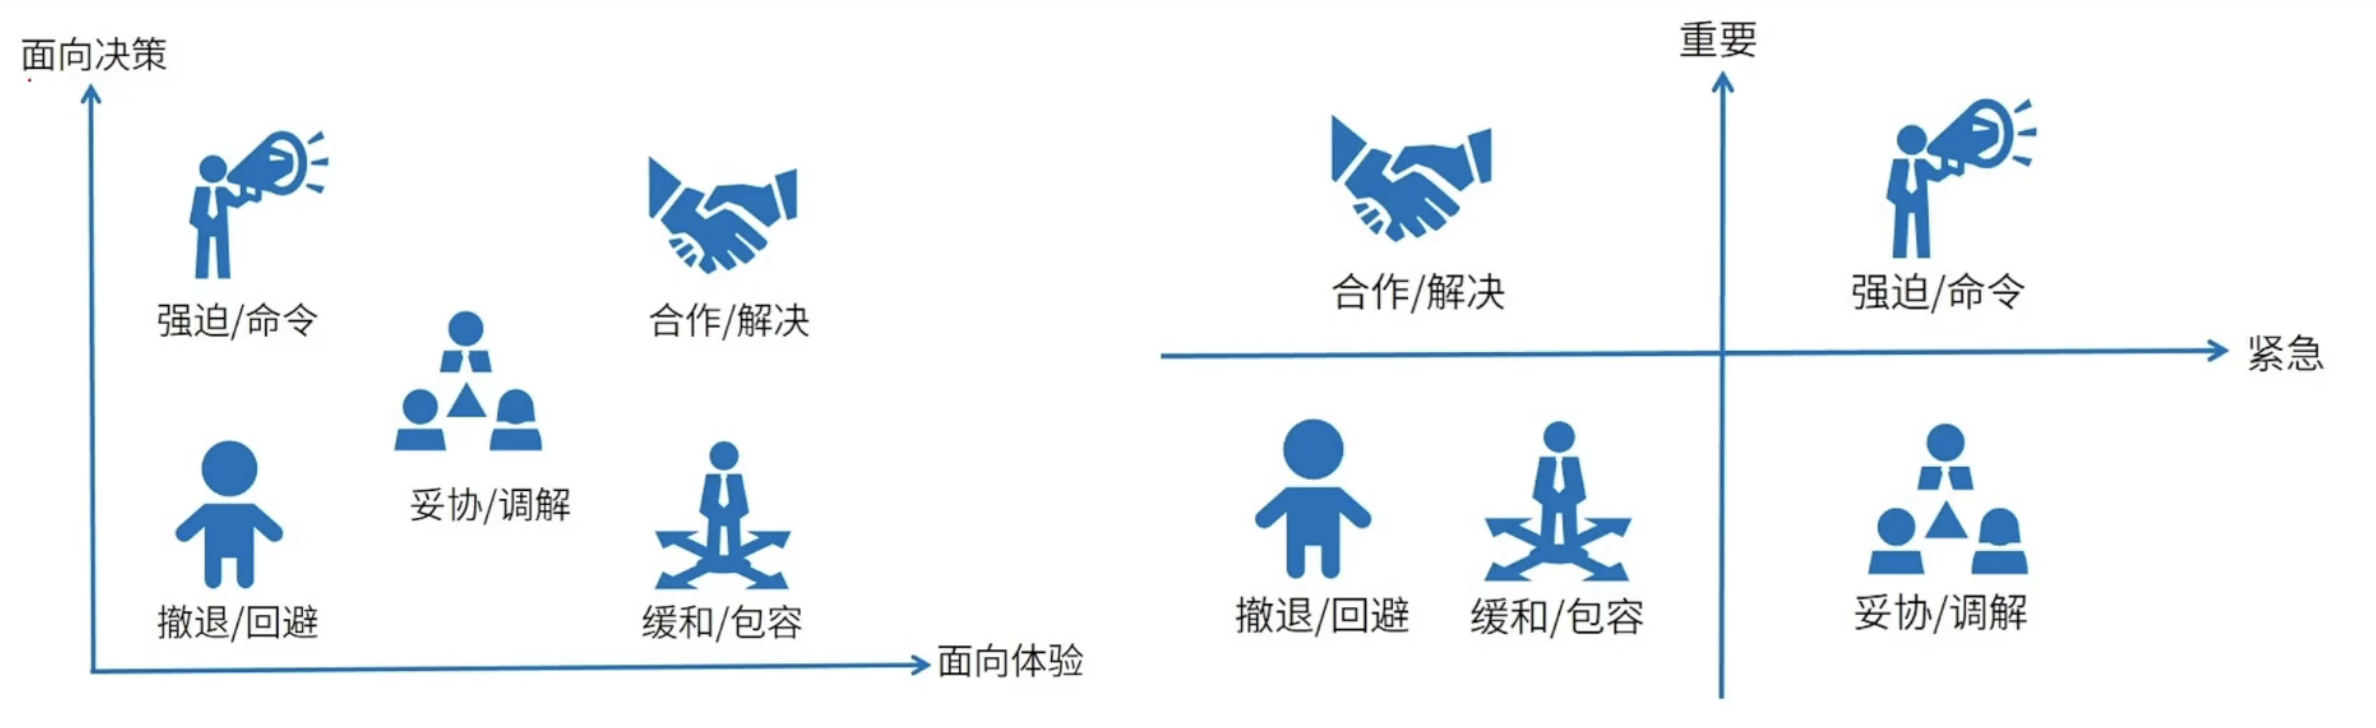 面向决策
强迫/命令
合作/解决
妥协/调解
撤退/回避
缓和/包容
面向体验
重要
合作/解决
强迫/命令
紧急
撤退/回避
缓和/包容
妥协/调解